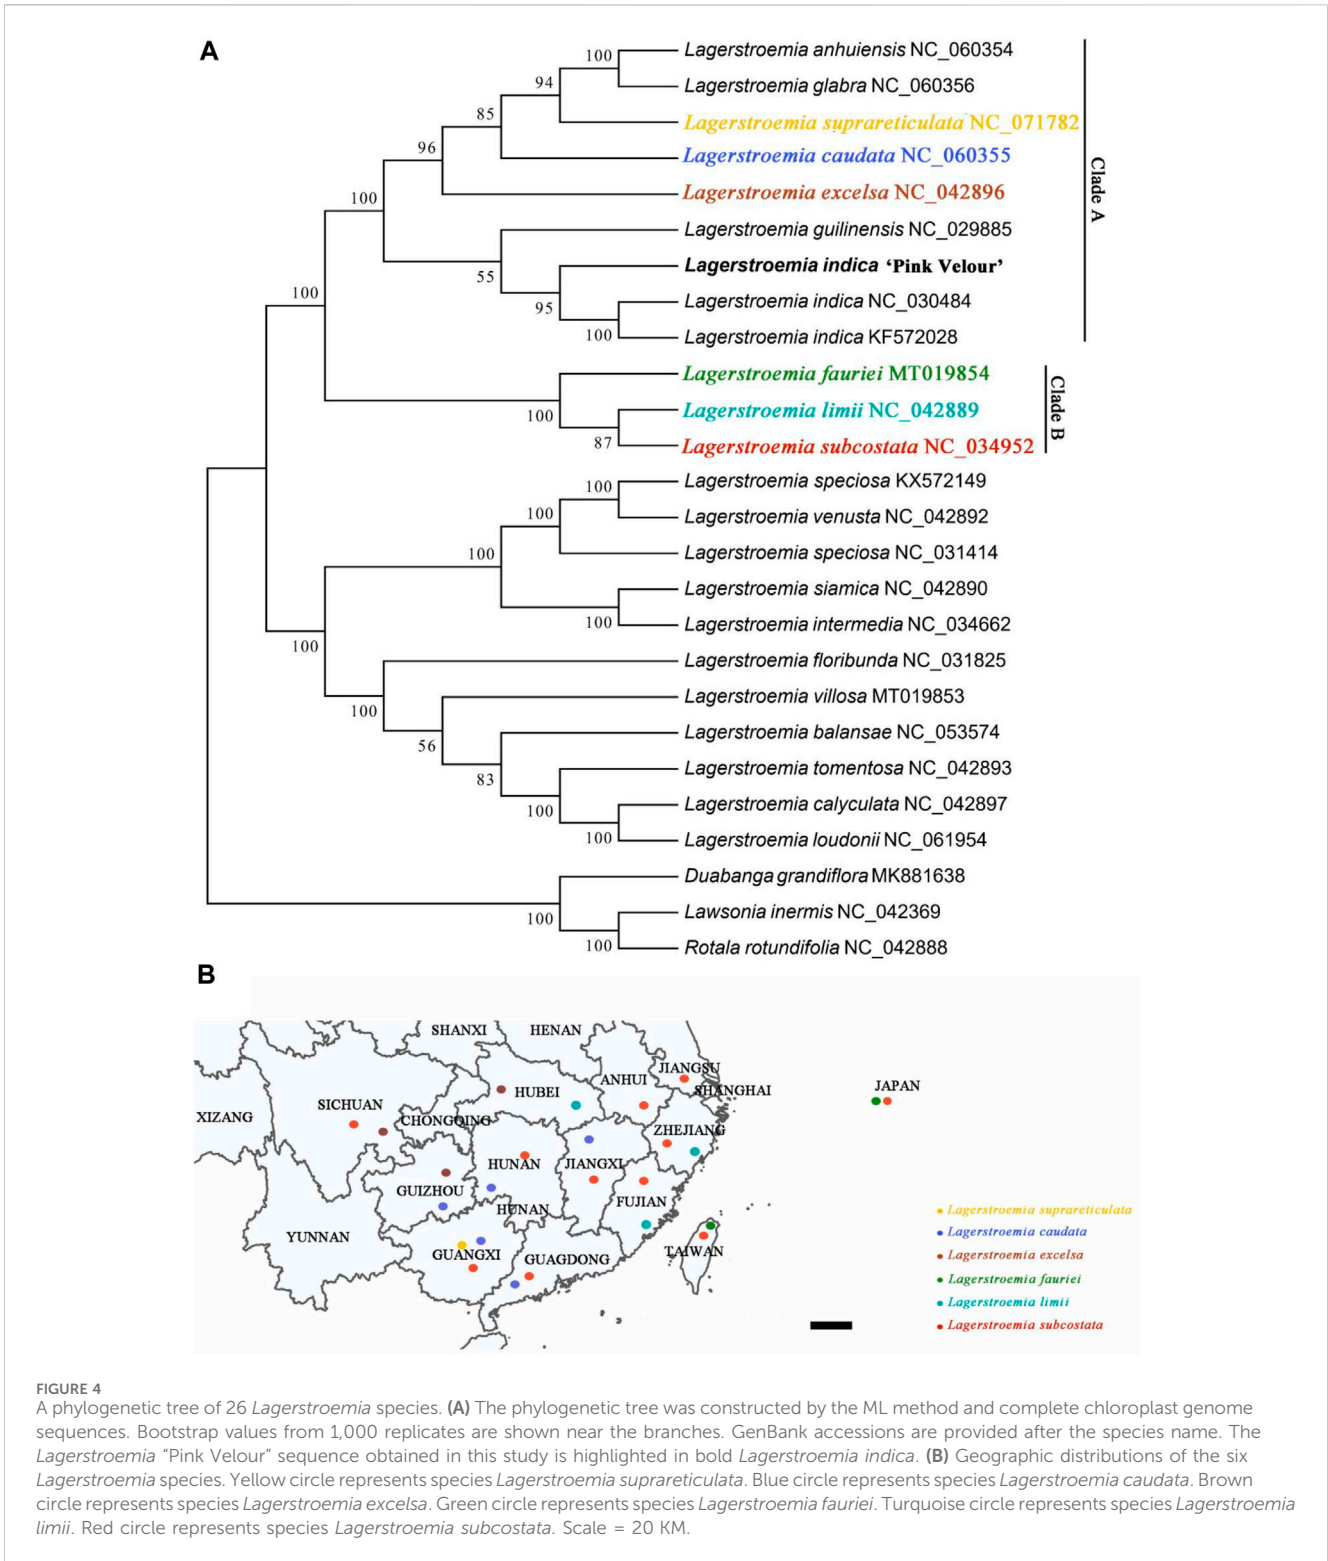 A
Lagerstroemia anhuiensis NC_060354
100
Lagerstroemia glabra NC_060356
94
Lagerstroemia suprareticulata NC_071782
85
Lagerstroemia caudata NC_060355
96
Lagerstroemia excelsa NC_042896
100
Lagerstroemia guilinensis NC_029885
55
Lagerstroemia indica ‘Pink Velour’
100
Lagerstroemia indica NC_030484
95
100
Lagerstroemia indica KF572028
Clade A
Lagerstroemia fauriei MT019854
100
Lagerstroemia limii NC_042889
87
Lagerstroemia subcostata NC_034952
Clade B
Lagerstroemia speciosa KX572149
100
Lagerstroemia venusta NC_042892
100
Lagerstroemia speciosa NC_031414
100
Lagerstroemia siamica NC_042890
100
Lagerstroemia intermedia NC_034662
100
Lagerstroemia floribunda NC_031825
100
Lagerstroemia villosa MT019853
56
Lagerstroemia balansae NC_053574
83
Lagerstroemia tomentosa NC_042893
100
Lagerstroemia calyculata NC_042897
100
Lagerstroemia loudonii NC_061954
Duabanga grandiflora MK881638
100
Lawsonia inermis NC_042369
100
Rotala rotundifolia NC_042888
B
SHANXI
HENAN
JIANGSU
ANHUI
SHANGHAI
JAPAN
HUBEI
SICHUAN
XIZANG
CHONGQING
ZHEJIANG
HUNAN
JIANGXI
GUIZHOU
FUJIAN
HUNAN
YUNNAN
GUANGXI
GUAGDONG
TAIWAN
Lagerstroemia suprareticulata
Lagerstroemia caudata
Lagerstroemia excelsa
Lagerstroemia fauriei
Lagerstroemia limii
Lagerstroemia subcostata
FIGURE 4
A phylogenetic tree of 26 Lagerstroemia species. (A) The phylogenetic tree was constructed by the ML method and complete chloroplast genome
sequences. Bootstrap values from 1,000 replicates are shown near the branches. GenBank accessions are provided after the species name. The
Lagerstroemia “Pink Velour” sequence obtained in this study is highlighted in bold Lagerstroemia indica. (B) Geographic distributions of the six
Lagerstroemia species. Yellow circle represents species Lagerstroemia suprareticulata. Blue circle represents species Lagerstroemia caudata. Brown
circle represents species Lagerstroemia excelsa. Green circle represents species Lagerstroemia fauriei. Turquoise circle represents species Lagerstroemia
limii. Red circle represents species Lagerstroemia subcostata. Scale = 20 KM.